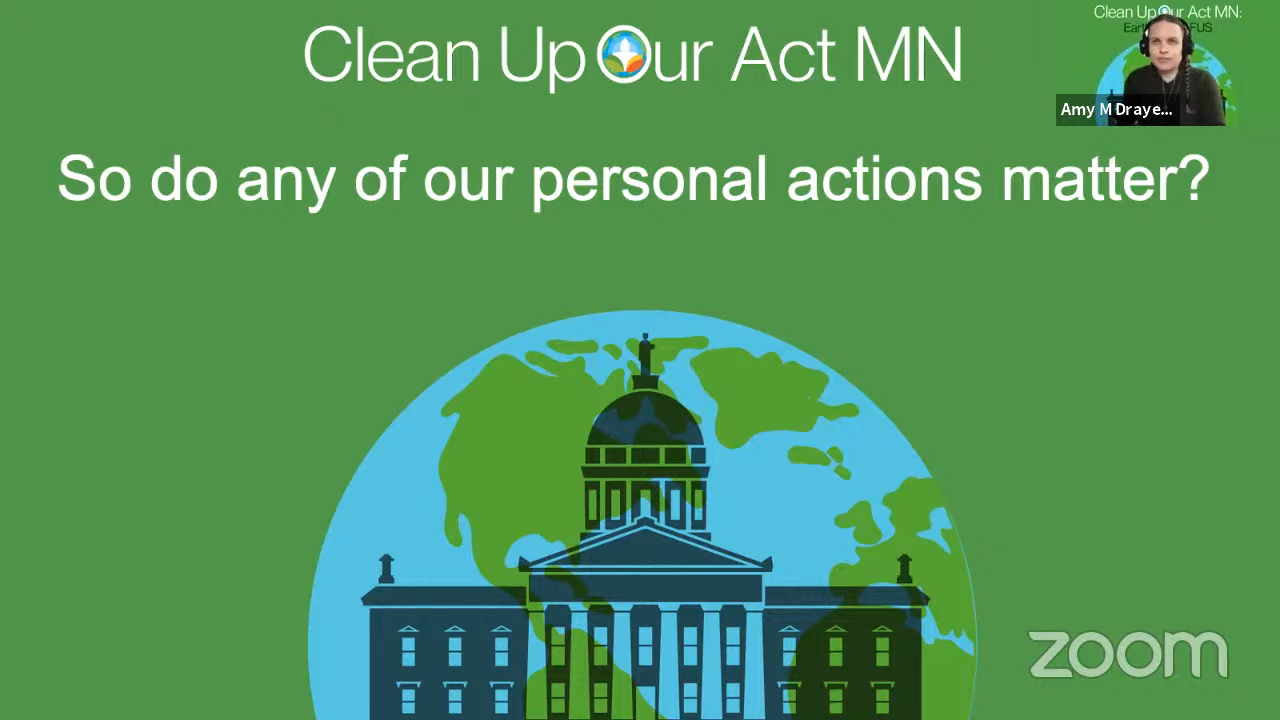 Clean Up Our Act MN
So do any of our personal actions matter?
Clean Up Our Act MN:
Amy M Draye...
zoom